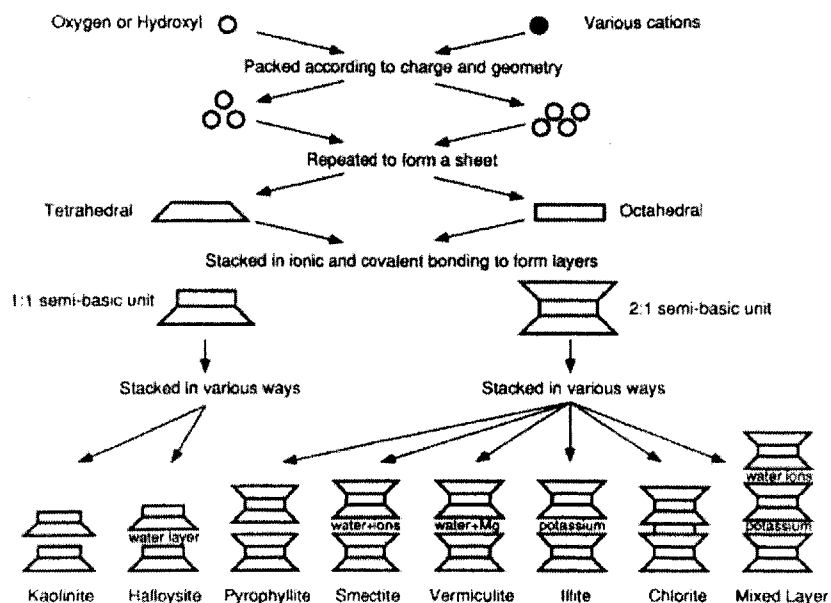 Oxygen or Hydroxyl Various cations
Packed according to charge and geometry
Repeated to form a sheet
Tetrahedral Octahedral
Stacked in ionic and covalent bonding to form layers
1:1 semi-basic unit 2:1 semi-basic unit
Stacked in various ways Stacked in various ways
water ions
water layer water+ions water+Mg potassium potassium
Kaolinite Halloysite Pyrophyllite Smectite Vermiculite Illite Chlorite Mixed Layer